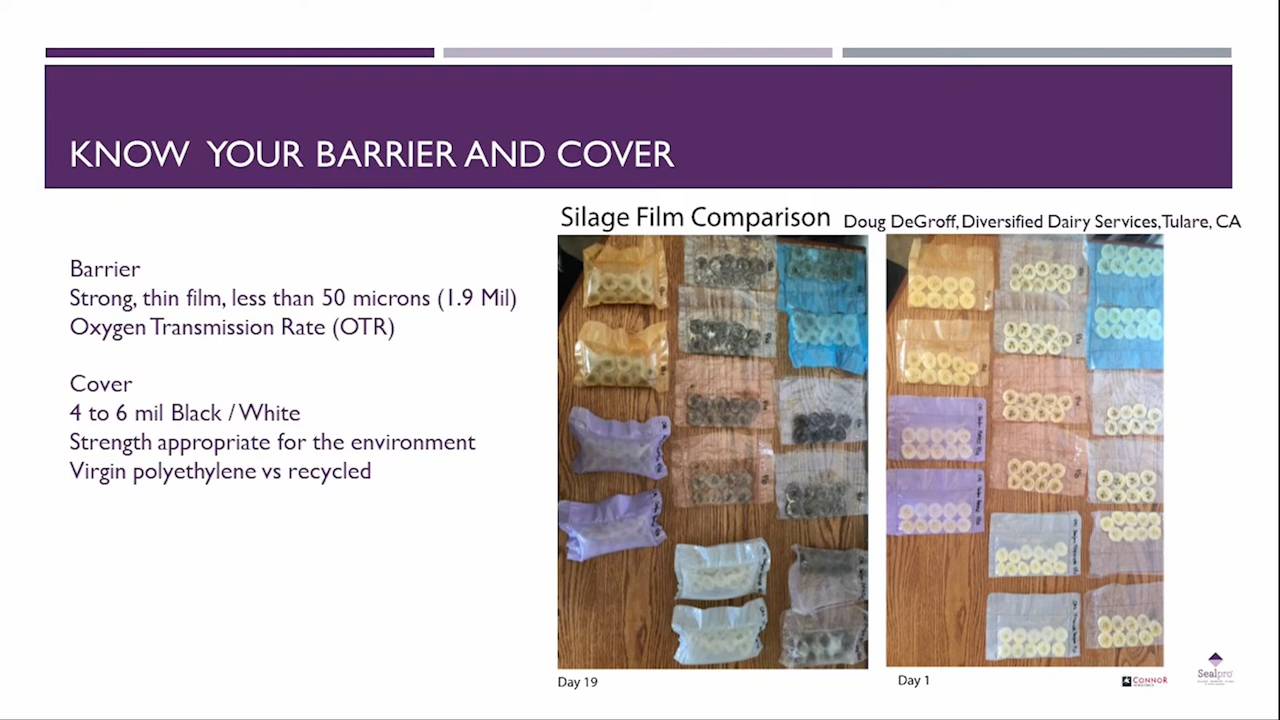 KNOW YOUR BARRIER AND COVER
Silage Film Comparison
Doug DeGroff, Diversified Dairy Services, Tulare, CA
Barrier
Strong, thin film, less than 50 microns (1.9 Mil)
Oxygen Transmission Rate (OTR)
Cover
4 to 6 mil Black / White
Strength appropriate for the environment
Virgin polyethylene vs recycled
Day 19
Day 1
CONNOR
Sealpro